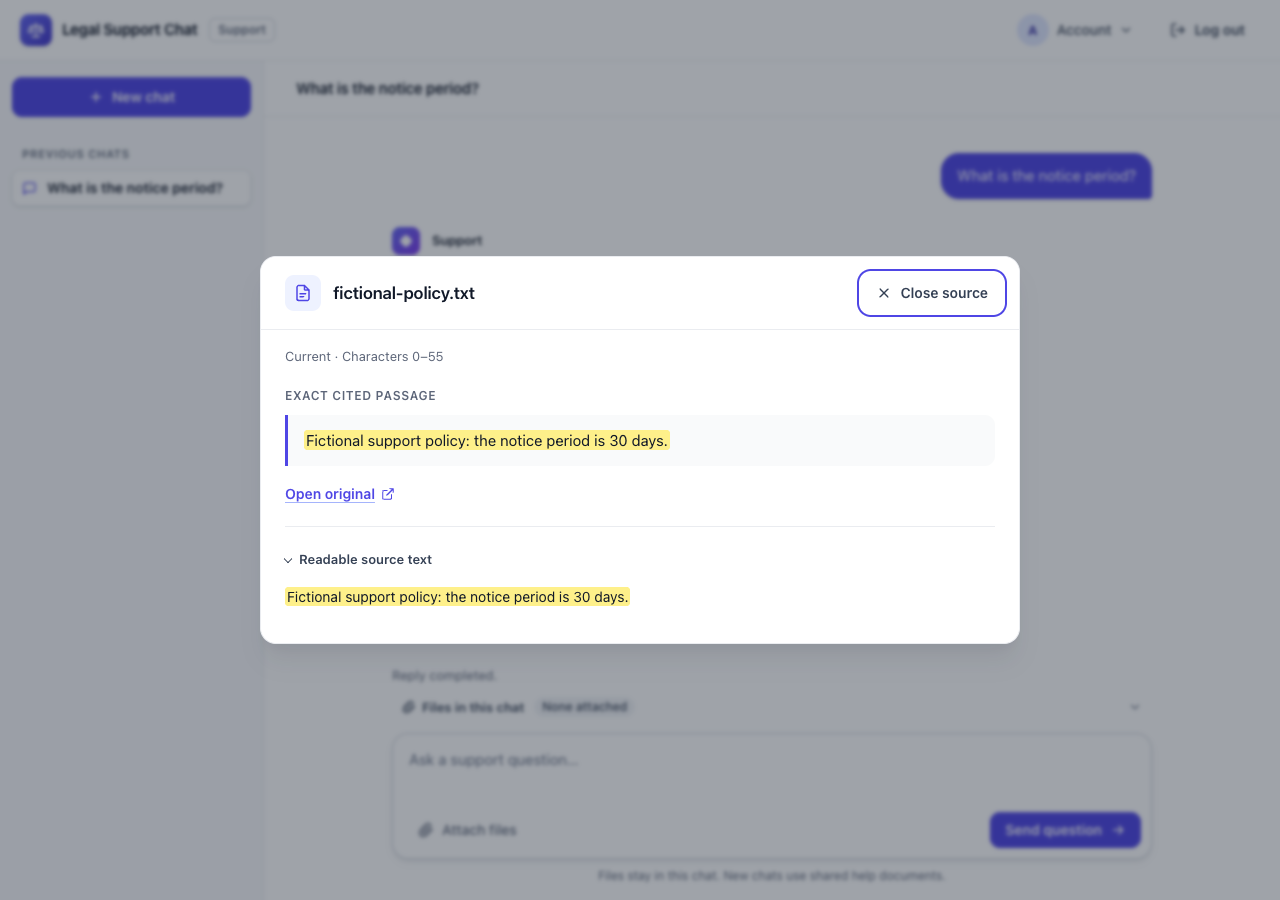 Legal Support Chat
Support
A
Account
Log out
+ New chat
What is the notice period?
PREVIOUS CHATS
What is the notice period?
What is the notice period?
Support
fictional-policy.txt
Close source
Current · Characters 0–55
EXACT CITED PASSAGE
Fictional support policy: the notice period is 30 days.
Open original
Readable source text
Fictional support policy: the notice period is 30 days.
Reply completed.
Files in this chat
None attached
Ask a support question...
Attach files
Send question
Files stay in this chat. New chats use shared help documents.